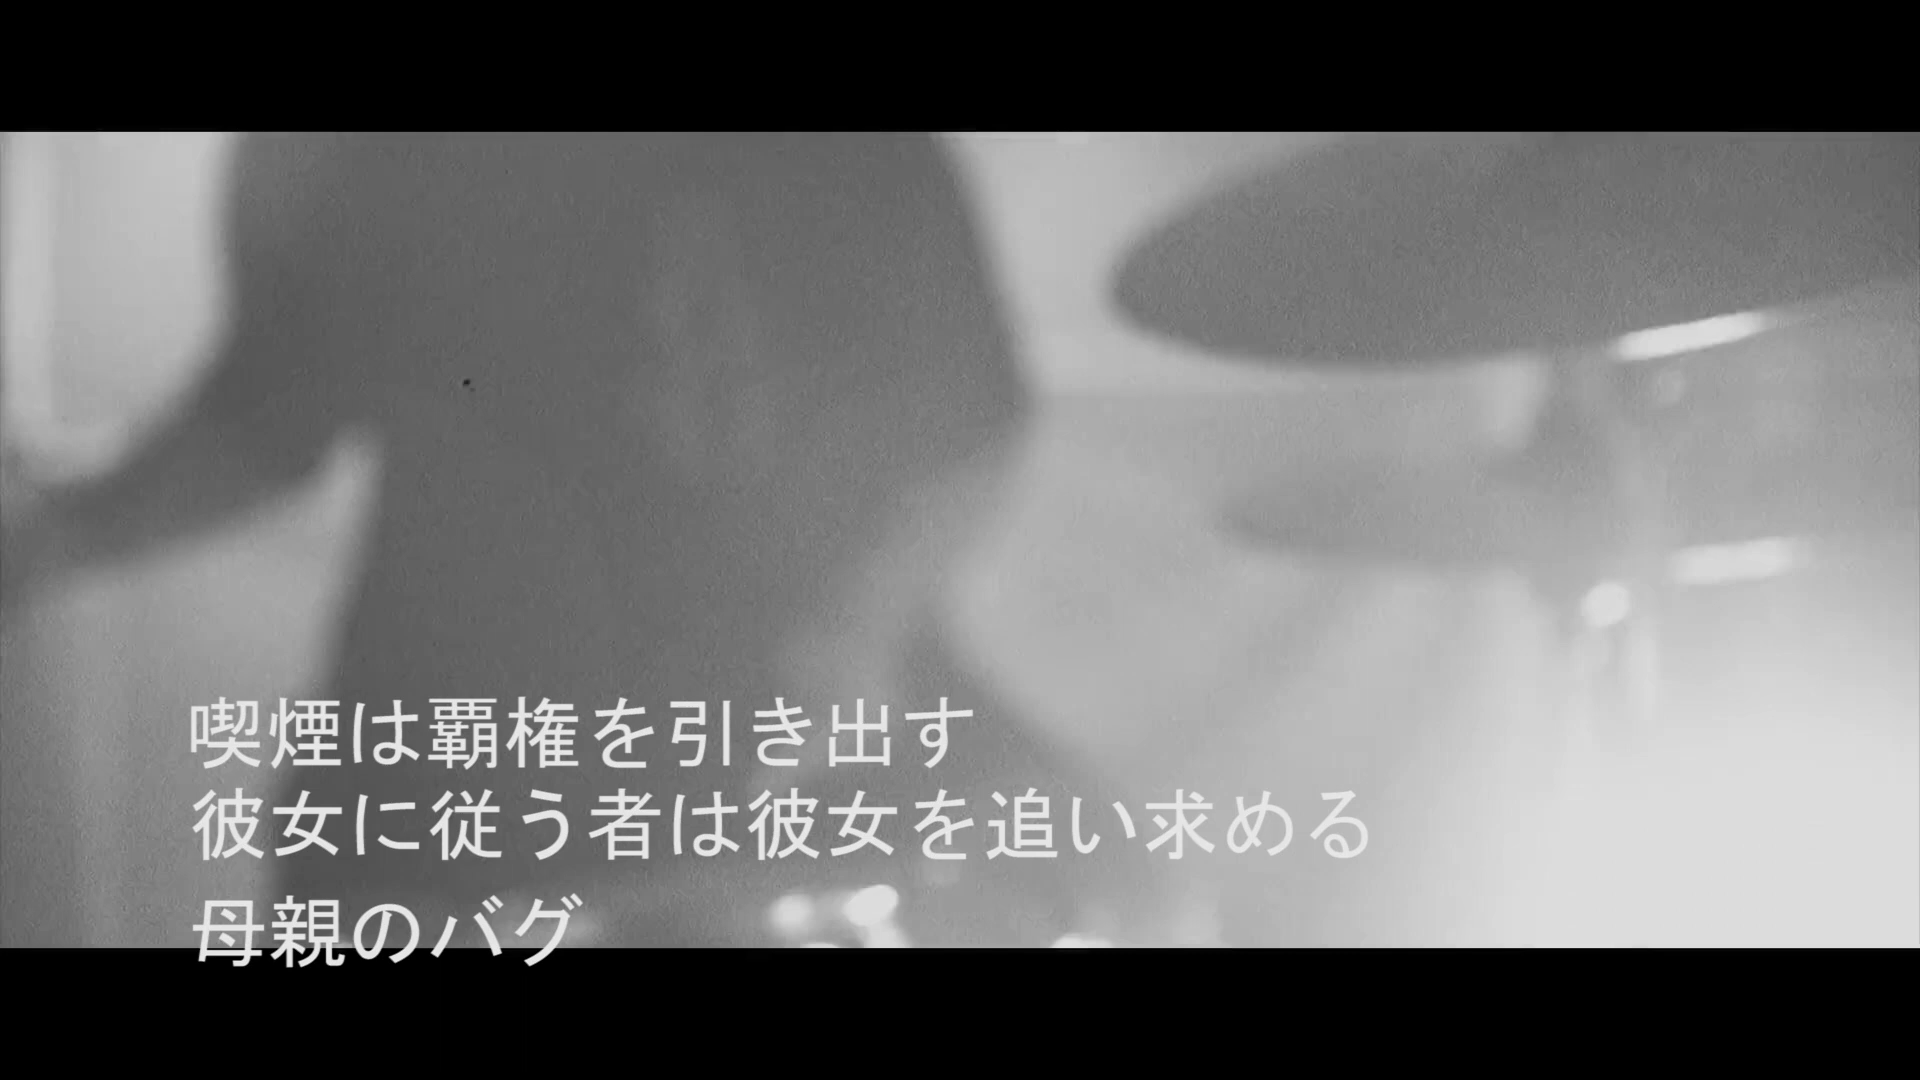 喫煙は覇権を引き出す
彼女に従う者は彼女を追い求める
母親のバグ